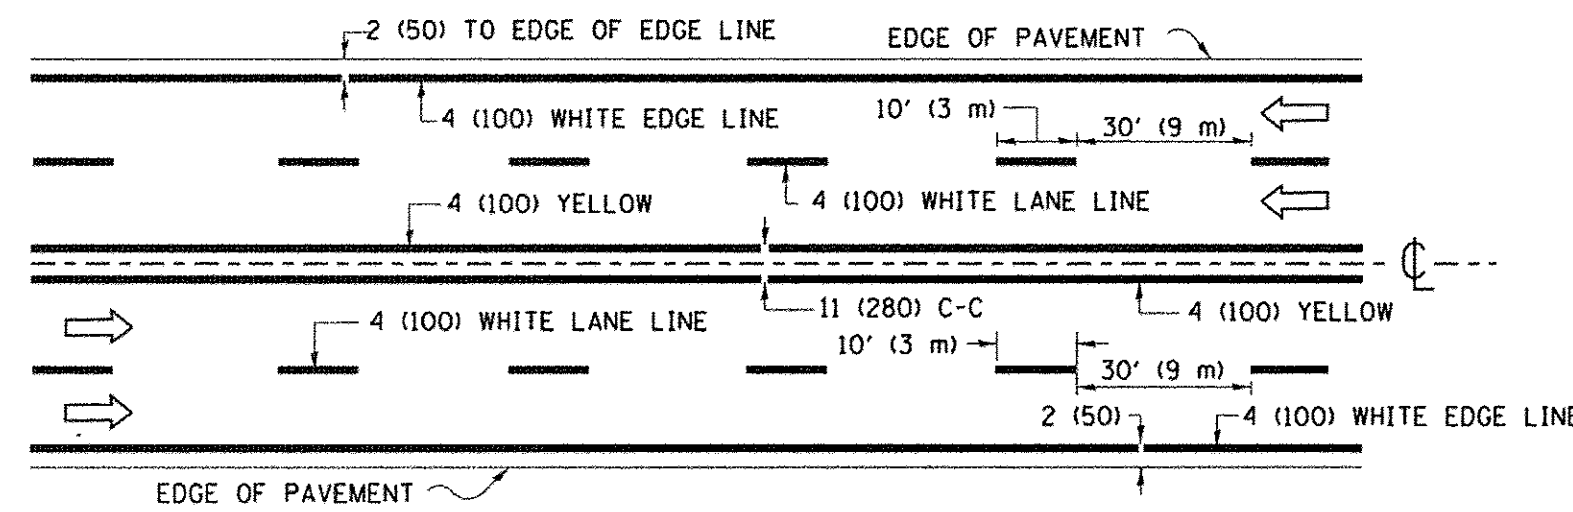 2 (50) TO EDGE OF EDGE LINE
EDGE OF PAVEMENT
4 (100) WHITE EDGE LINE
10' (3 m)
30' (9 m)
4 (100) YELLOW
4 (100) WHITE LANE LINE
℄
11 (280) C-C
4 (100) YELLOW
4 (100) WHITE LANE LINE
10' (3 m)
30' (9 m)
2 (50)
4 (100) WHITE EDGE LINE
EDGE OF PAVEMENT